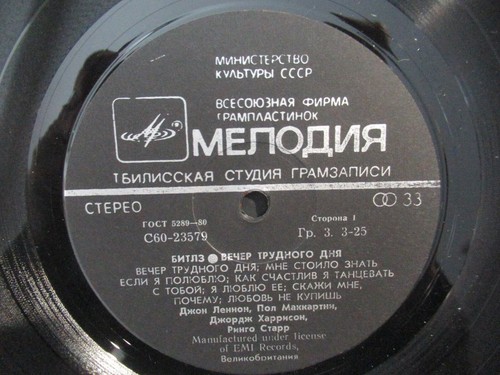 МИНИСТЕРСТВО
КУЛЬТУРЫ СССР
ВСЕСОЮЗНАЯ ФИРМА
ГРАМПЛАСТИНОК
МЕЛОДИЯ
ТБИЛИССКАЯ СТУДИЯ ГРАМЗАПИСИ
СТЕРЕО
ГОСТ 5289—80
Сторона 1
33
С60-23579
Гр. 3. 3-25
БИТЛЗ ВЕЧЕР ТРУДНОГО ДНЯ
ВЕЧЕР ТРУДНОГО ДНЯ; МНЕ СТОИЛО ЗНАТЬ
ЕСЛИ Я ПОЛЮБЛЮ; КАК СЧАСТЛИВ Я ТАНЦЕВАТЬ
С ТОБОЙ; Я ЛЮБЛЮ ЕЕ; СКАЖИ МНЕ,
ПОЧЕМУ; ЛЮБОВЬ НЕ КУПИШЬ
Джон Леннон, Пол Маккартни,
Джордж Харрисон,
Ринго Старр
Manufactured under license
of EMI Records,
Великобритания